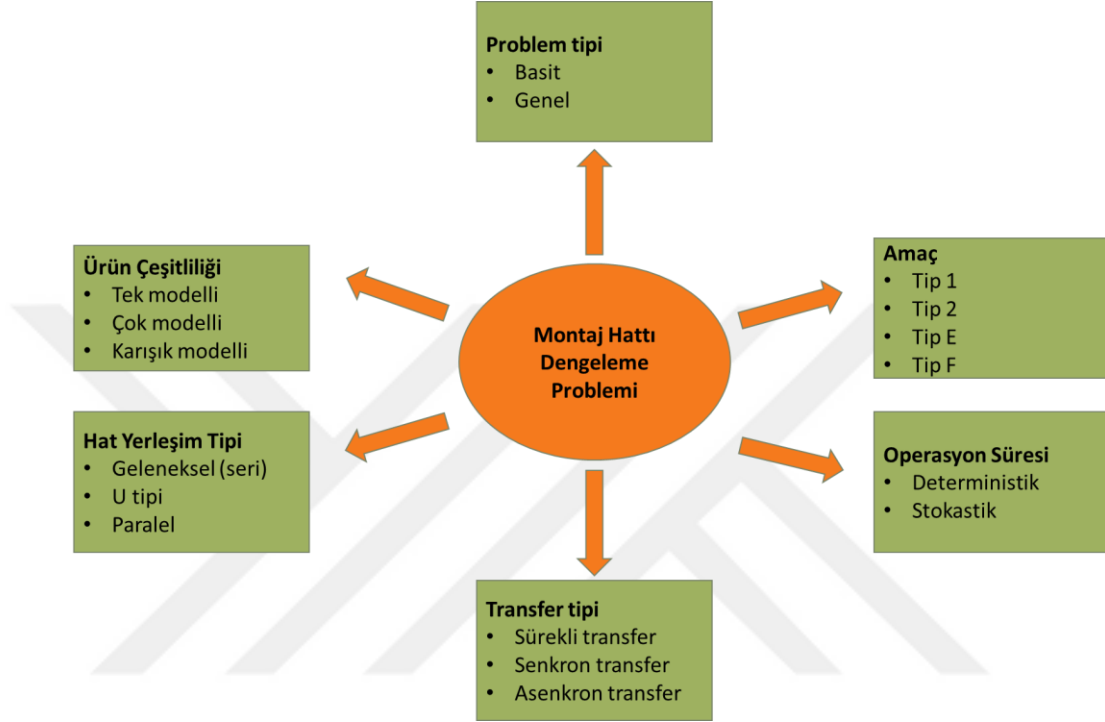 Problem tipi
• Basit
• Genel
Ürün Çeşitliliği
• Tek modelli
• Çok modelli
• Karışık modelli
Amaç
• Tip 1
• Tip 2
• Tip E
• Tip F
Montaj Hattı
Dengeleme
Problemi
Hat Yerleşim Tipi
• Geleneksel (seri)
• U tipi
• Paralel
Operasyon Süresi
• Deterministik
• Stokastik
Transfer tipi
• Sürekli transfer
• Senkron transfer
• Asenkron transfer